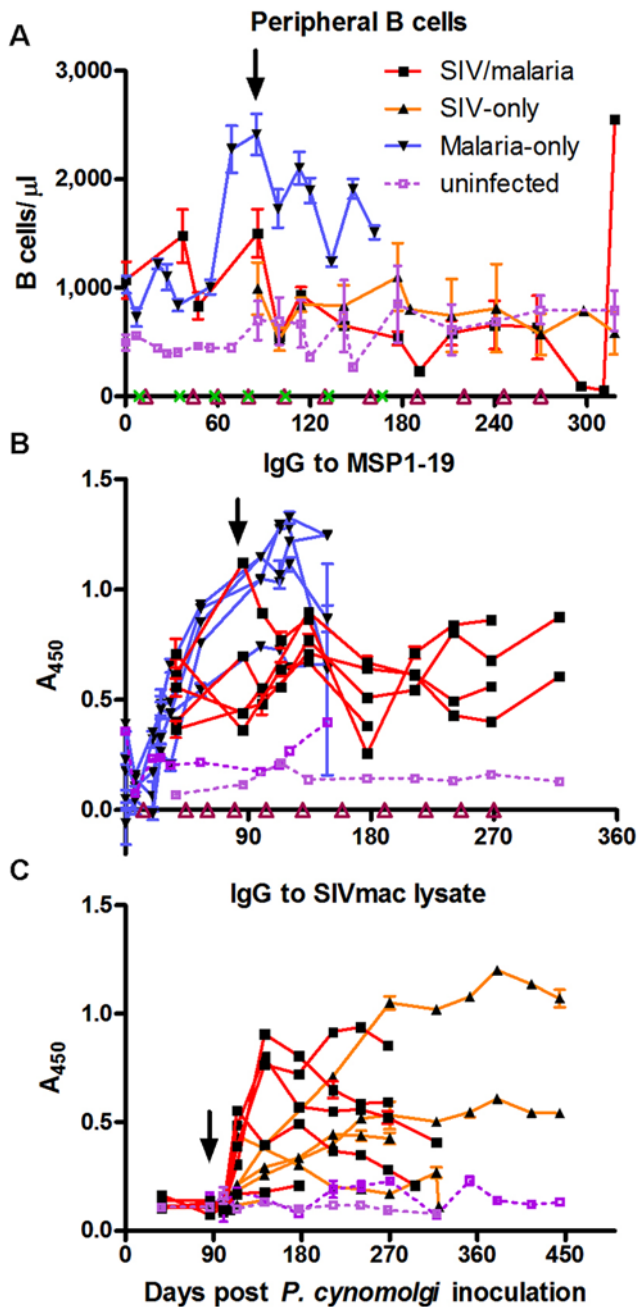 A
Peripheral B cells
3,000
2,000
1,000
0
B cells/ μl
SIV/malaria
SIV-only
Malaria-only
uninfected
0 60 120 180 240 300
B
IgG to MSP1-19
1.5
1.0
0.5
0.0
A450
90 180 270 360
C
IgG to SIVmac lysate
1.5
1.0
0.5
0.0
A450
0 90 180 270 360 450
Days post P. cynomolgi inoculation